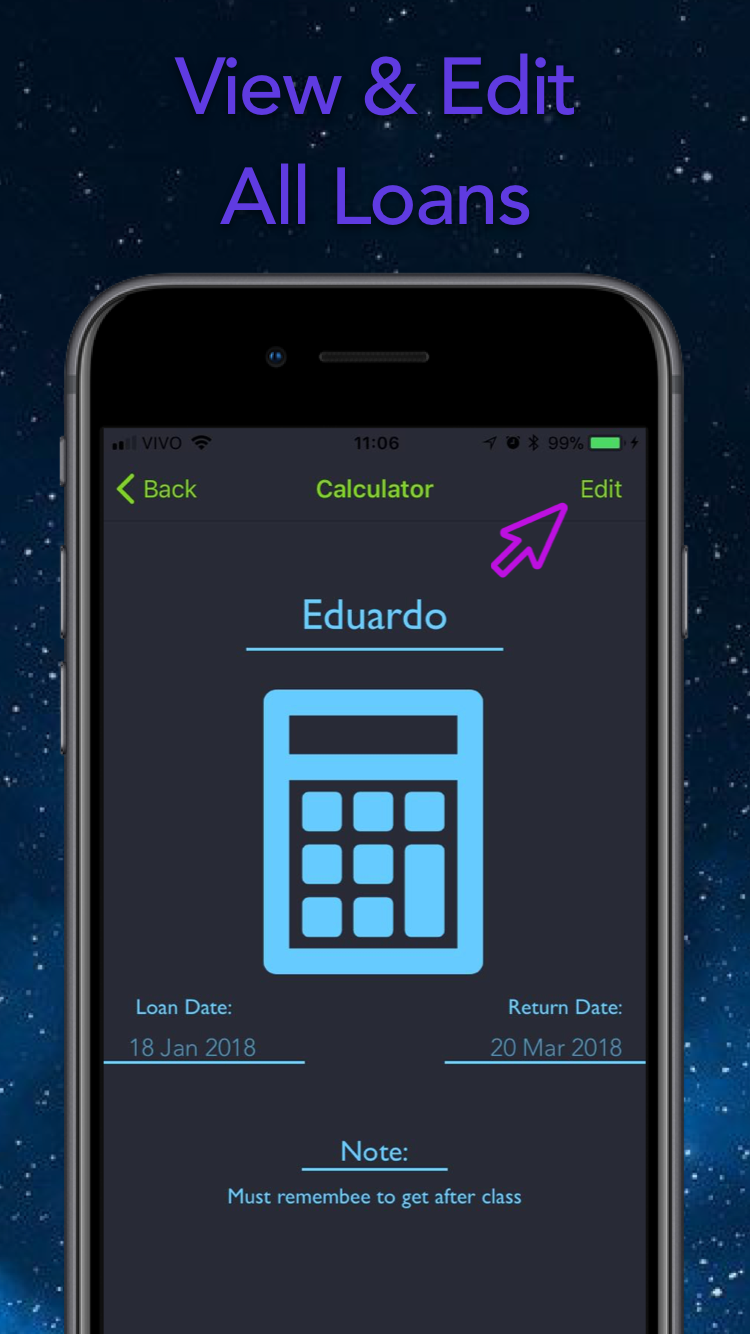 View & Edit
All Loans
VIVO 11:06 99%
Back Calculator Edit
Eduardo
Loan Date: Return Date:
18 Jan 2018 20 Mar 2018
Note:
Must remembee to get after class